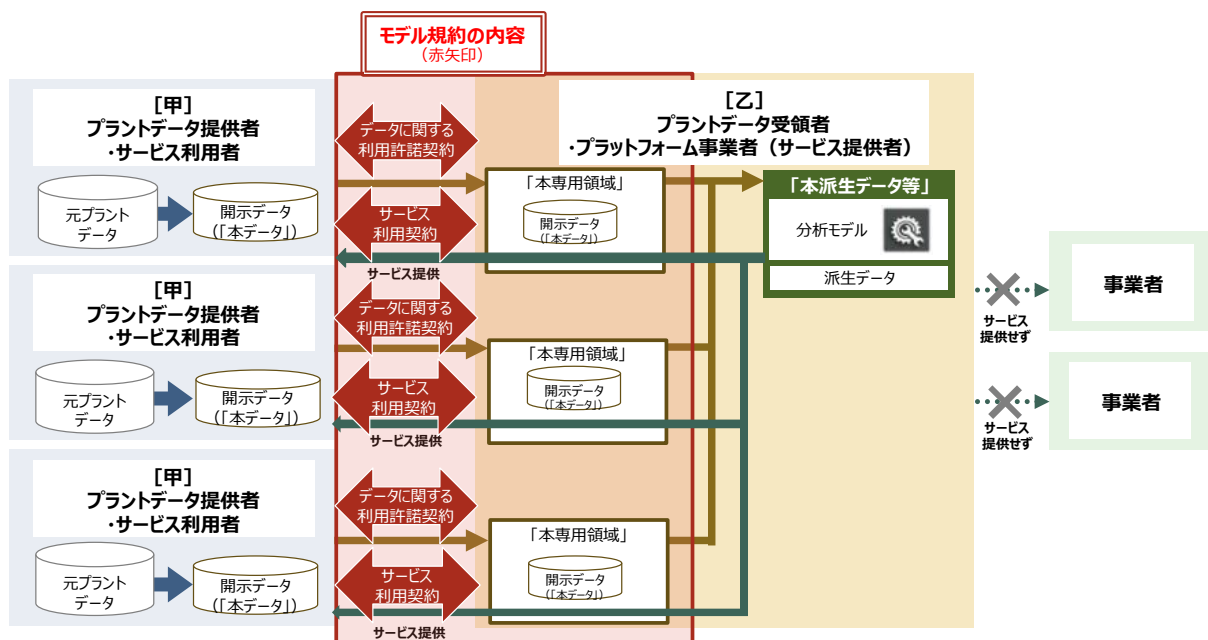 モデル規約の内容
（赤矢印）
［甲］
プラントデータ提供者
・サービス利用者
元プラント
データ
開示データ
（「本データ」）
データに関する
利用許諾契約
サービス
利用契約
サービス提供
「本専用領域」
開示データ
（「本データ」）
［乙］
プラントデータ受領者
・プラットフォーム事業者（サービス提供者）
「本派生データ等」
分析モデル
派生データ
［甲］
プラントデータ提供者
・サービス利用者
元プラント
データ
開示データ
（「本データ」）
データに関する
利用許諾契約
サービス
利用契約
サービス提供
「本専用領域」
開示データ
（「本データ」）
サービス
提供せず
事業者
サービス
提供せず
事業者
［甲］
プラントデータ提供者
・サービス利用者
元プラント
データ
開示データ
（「本データ」）
データに関する
利用許諾契約
サービス
利用契約
サービス提供
「本専用領域」
開示データ
（「本データ」）